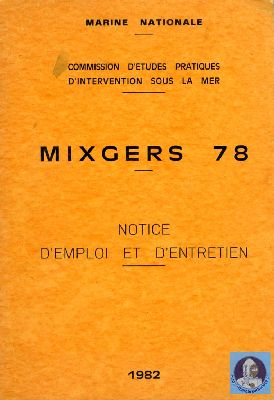 MARINE NATIONALE
COMMISSION D'ETUDES PRATIQUES
D'INTERVENTION SOUS LA MER
MIXGERS 78
NOTICE
D'EMPLOI ET D'ENTRETIEN
1982